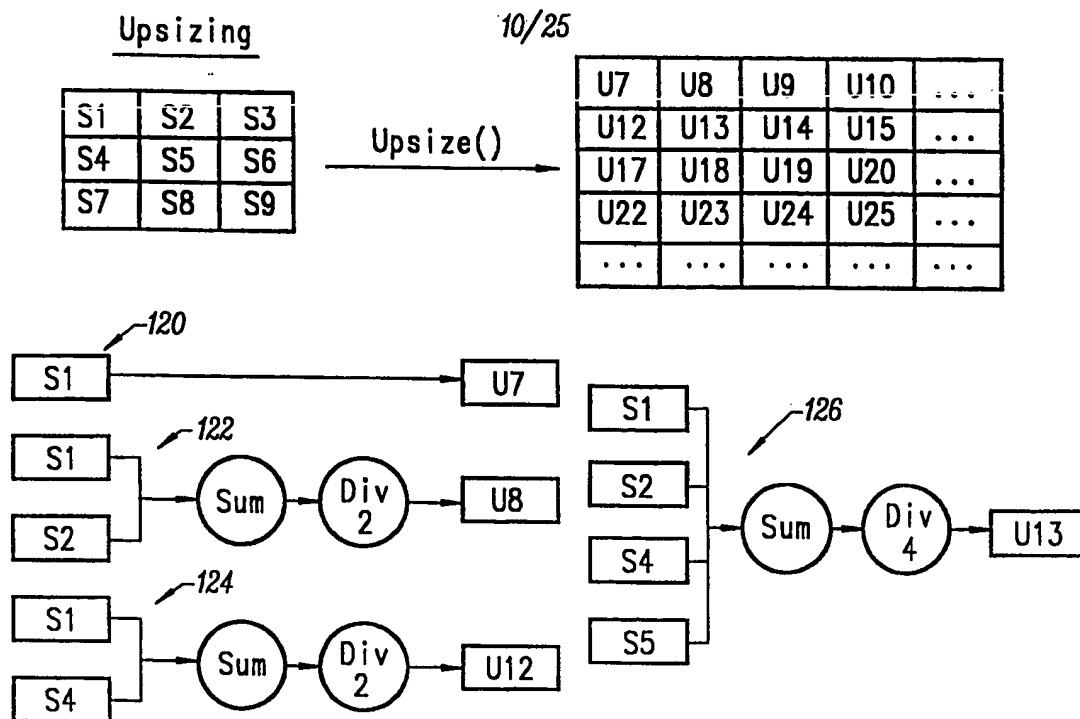 Upsizing
10/25
S1 S2 S3
S4 S5 S6
S7 S8 S9
Upsize()
U7 U8 U9 U10 ...
U12 U13 U14 U15 ...
U17 U18 U19 U20 ...
U22 U23 U24 U25 ...
... ... ... ... ...
120
S1 U7
122
S1
S2
Sum
Div
2
U8
124
S1
S4
Sum
Div
2
U12
126
S1
S2
S4
S5
Sum
Div
4
U13